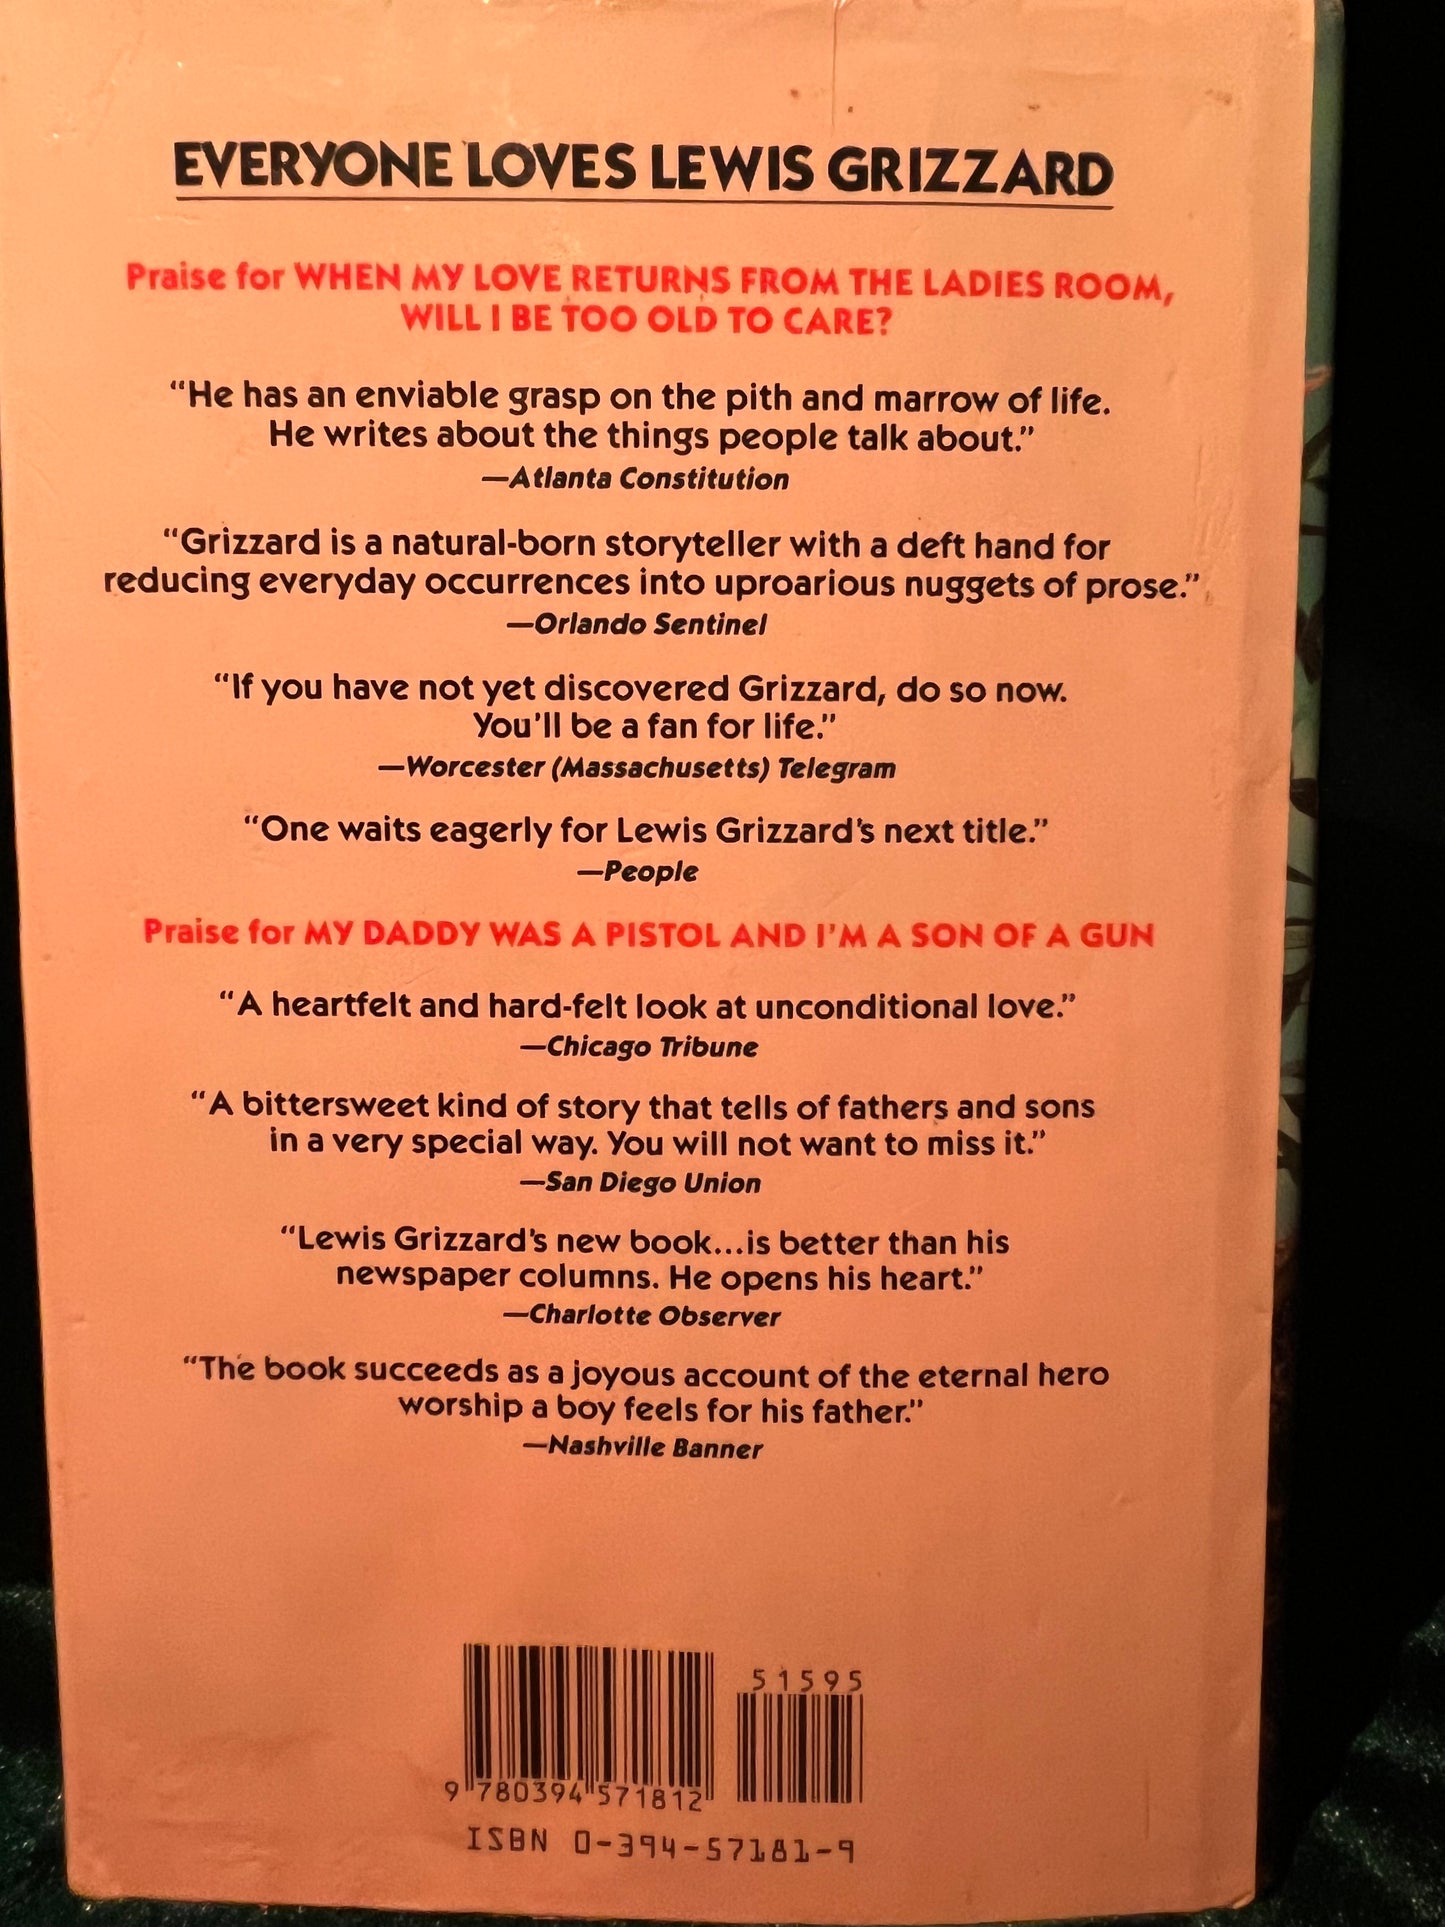 EVERYONE LOVES LEWIS GRIZZARD
Praise for WHEN MY LOVE RETURNS FROM THE LADIES ROOM,
WILL I BE TOO OLD TO CARE?
“He has an enviable grasp on the pith and marrow of life.
He writes about the things people talk about.”
—Atlanta Constitution
“Grizzard is a natural-born storyteller with a deft hand for
reducing everyday occurrences into uproarious nuggets of prose.”
—Orlando Sentinel
“If you have not yet discovered Grizzard, do so now.
You’ll be a fan for life.”
—Worcester (Massachusetts) Telegram
“One waits eagerly for Lewis Grizzard’s next title.”
—People
Praise for MY DADDY WAS A PISTOL AND I’M A SON OF A GUN
“A heartfelt and hard-felt look at unconditional love.”
—Chicago Tribune
“A bittersweet kind of story that tells of fathers and sons
in a very special way. You will not want to miss it.”
—San Diego Union
“Lewis Grizzard’s new book...is better than his
newspaper columns. He opens his heart.”
—Charlotte Observer
“The book succeeds as a joyous account of the eternal hero
worship a boy feels for his father.”
—Nashville Banner
51595
9 780394 571812
ISBN 0-394-57181-9